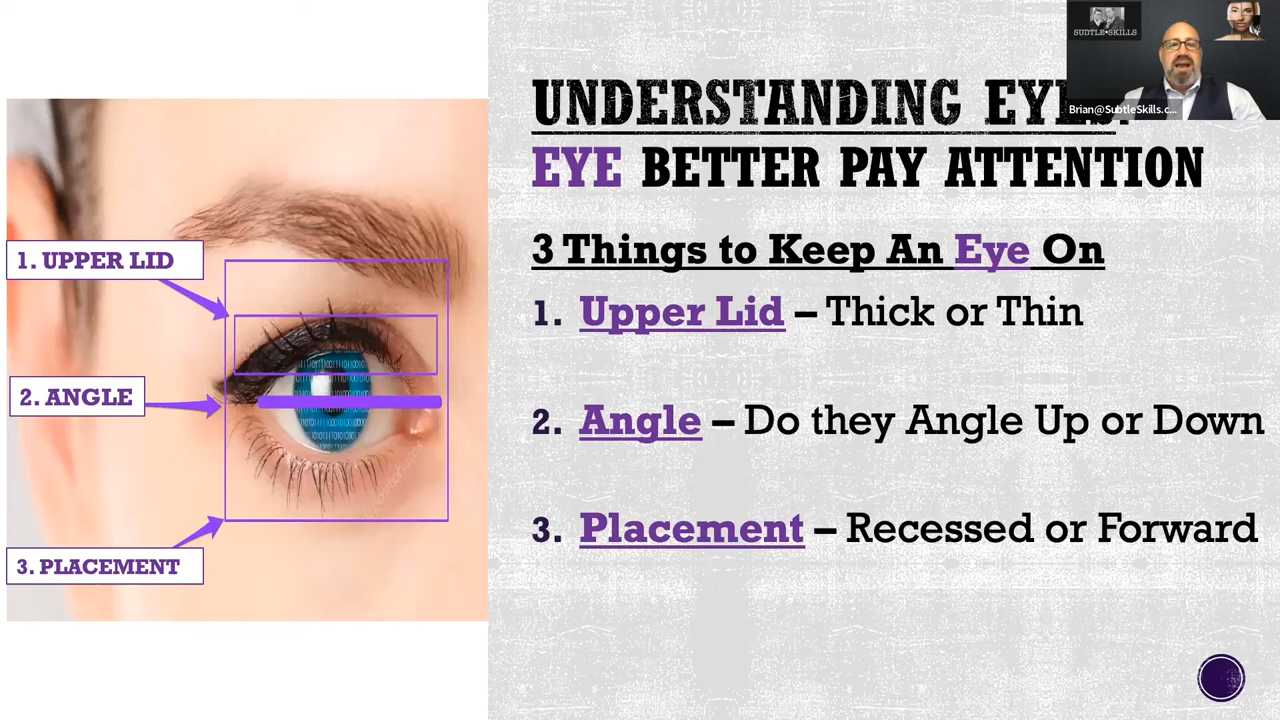 UNDERSTANDING
EYE BETTER PAY ATTENTION
3 Things to Keep An Eye On
1. Upper Lid – Thick or Thin
2. Angle – Do they Angle Up or Down
3. Placement – Recessed or Forward
1. UPPER LID
2. ANGLE
3. PLACEMENT
SUBTLE•SKILLS
Brian@SubtleSkills.c...